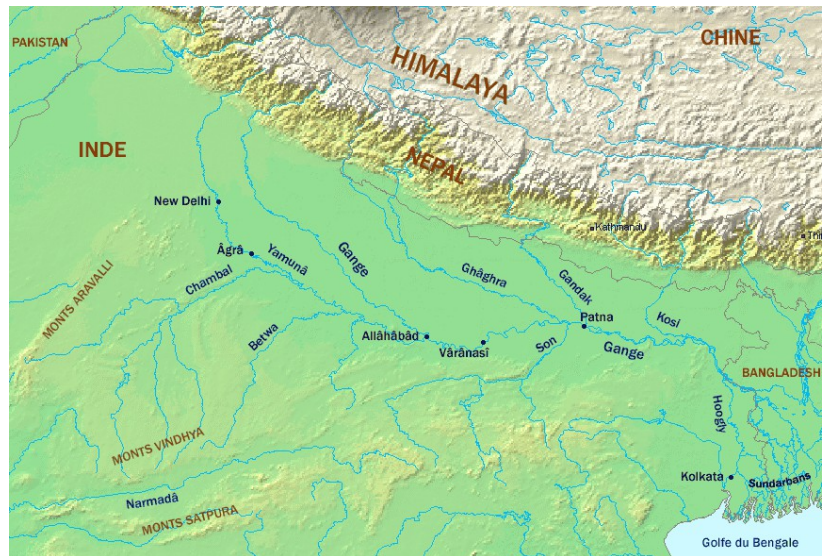 PAKISTAN
CHINE
HIMALAYA
INDE
NEPAL
New Delhi
Kathmandu
Âgrâ
Yamunâ
Gange
Chambal
Ghâghra
Gandak
MONTS ARAVALLI
Betwa
Allâhâbâd
Vârânasî
Son
Patna
Gange
Kosi
BANGLADESH
Hoogly
MONTS VINDHYA
Kolkata
Sundarbans
Narmadâ
MONTS SATPURA
Golfe du Bengale